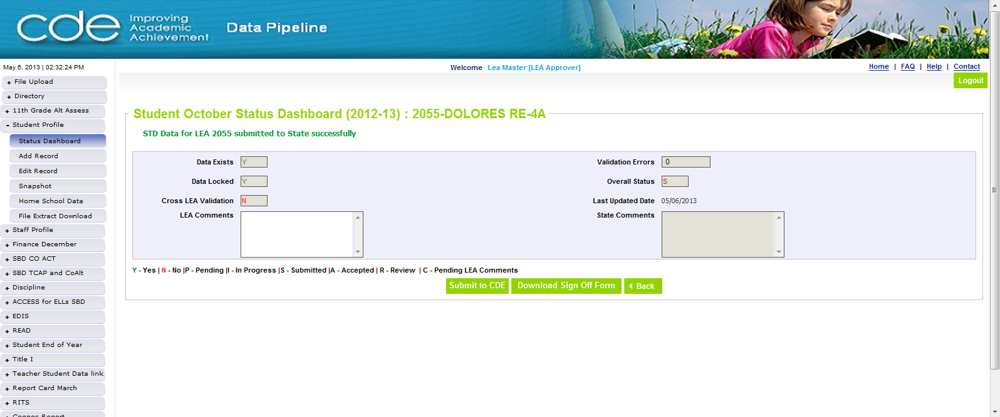 cde
Improving
Academic
Achievement
Data Pipeline
May 6, 2013 | 02:32:24 PM
Welcome Lea Master [LEA Approver]
Home | FAQ | Help | Contact
Logout
+ File Upload
+ Directory
+ 11th Grade Alt Assess
- Student Profile
Status Dashboard
Add Record
Edit Record
Snapshot
Home School Data
File Extract Download
+ Staff Profile
+ Finance December
+ SBD CO ACT
+ SBD TCAP and CoAlt
+ Discipline
+ ACCESS for ELLs SBD
+ EDIS
+ READ
+ Student End of Year
+ Title I
+ Teacher Student Data link
+ Report Card March
+ RITS
+ Cognos Report
Student October Status Dashboard (2012-13) : 2055-DOLORES RE-4A
STD Data for LEA 2055 submitted to State successfully
Data Exists Y
Validation Errors 0
Data Locked Y
Overall Status S
Cross LEA Validation N
Last Updated Date 05/06/2013
LEA Comments
State Comments
Y - Yes | N - No |P - Pending |I - In Progress |S - Submitted |A - Accepted | R - Review | C - Pending LEA Comments
Submit to CDE
Download Sign Off Form
Back